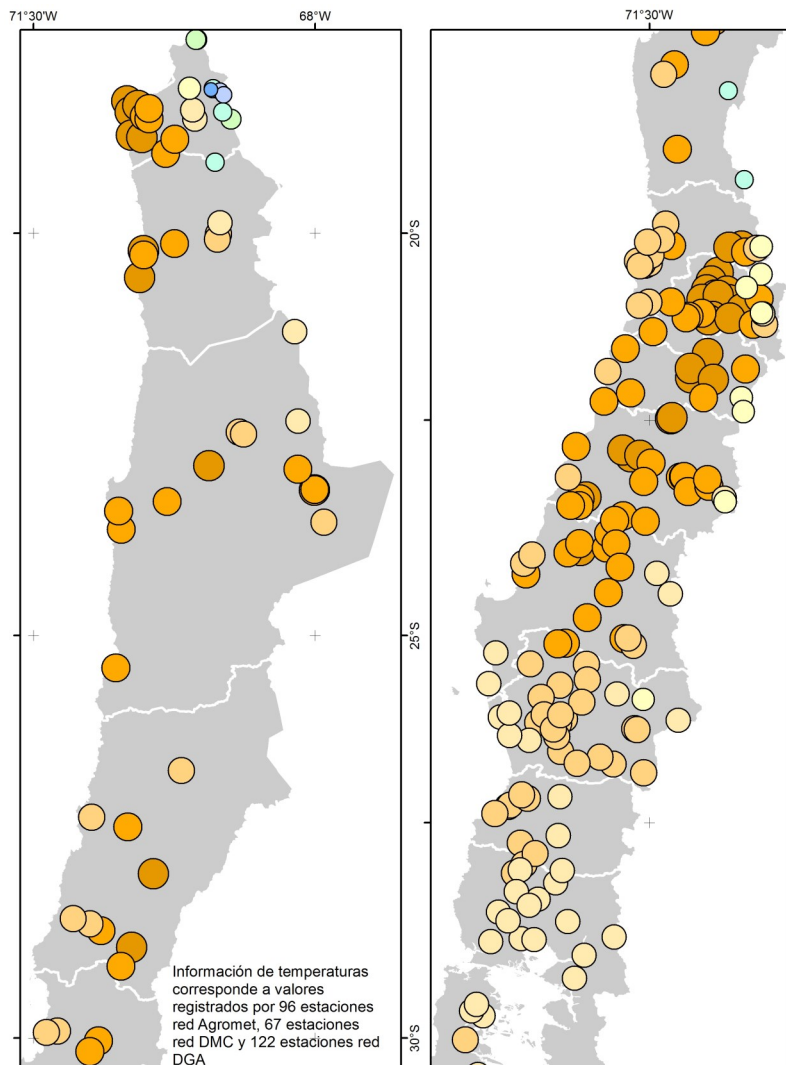 71°30'W
68°W
71°30'W
20°S
25°S
30°S
Información de temperaturas
corresponde a valores
registrados por 96 estaciones
red Agromet, 67 estaciones
red DMC y 122 estaciones red
DGA